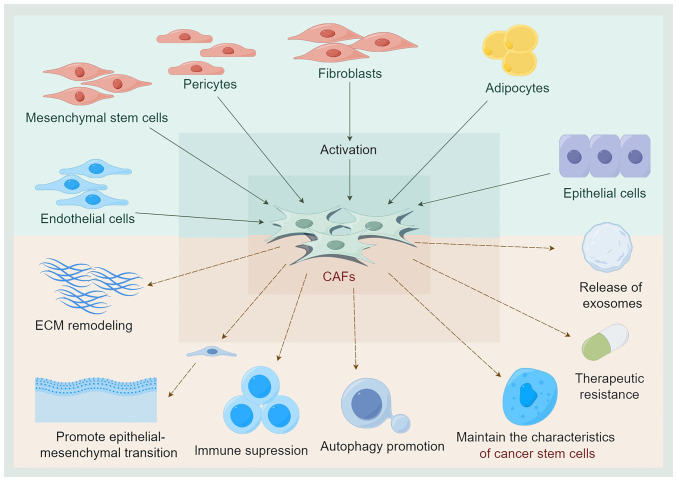 Pericytes
Fibroblasts
Adipocytes
Mesenchymal stem cells
Activation
Endothelial cells
Epithelial cells
CAFs
Release of
exosomes
ECM remodeling
Therapeutic
resistance
Promote epithelial-
mesenchymal transition
Immune supression
Autophagy promotion
Maintain the characteristics
of cancer stem cells